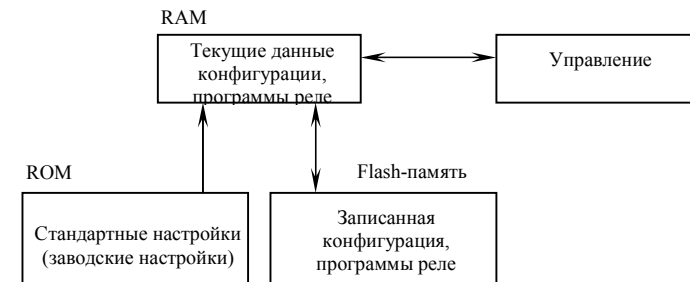 RAM
Текущие данные
конфигурации,
программы реле
Управление
ROM
Flash-память
Стандартные настройки
(заводские настройки)
Записанная
конфигурация,
программы реле